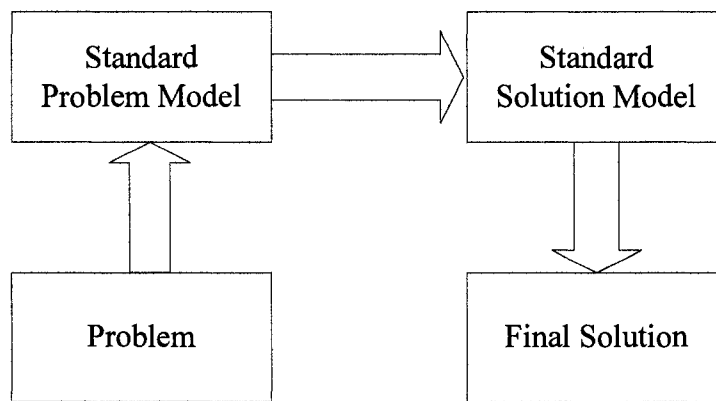 Standard
Problem Model
Standard
Solution Model
Problem
Final Solution